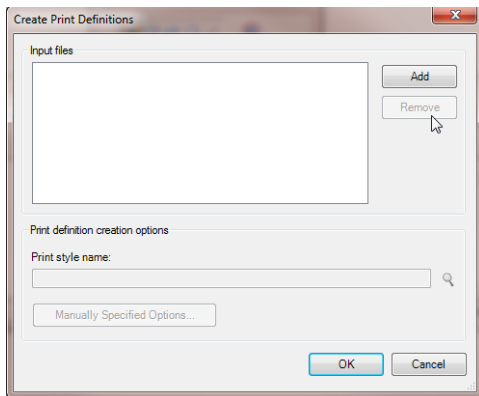 Create Print Definitions
Input files
Add
Remove
Print definition creation options
Print style name:
Manually Specified Options...
OK
Cancel